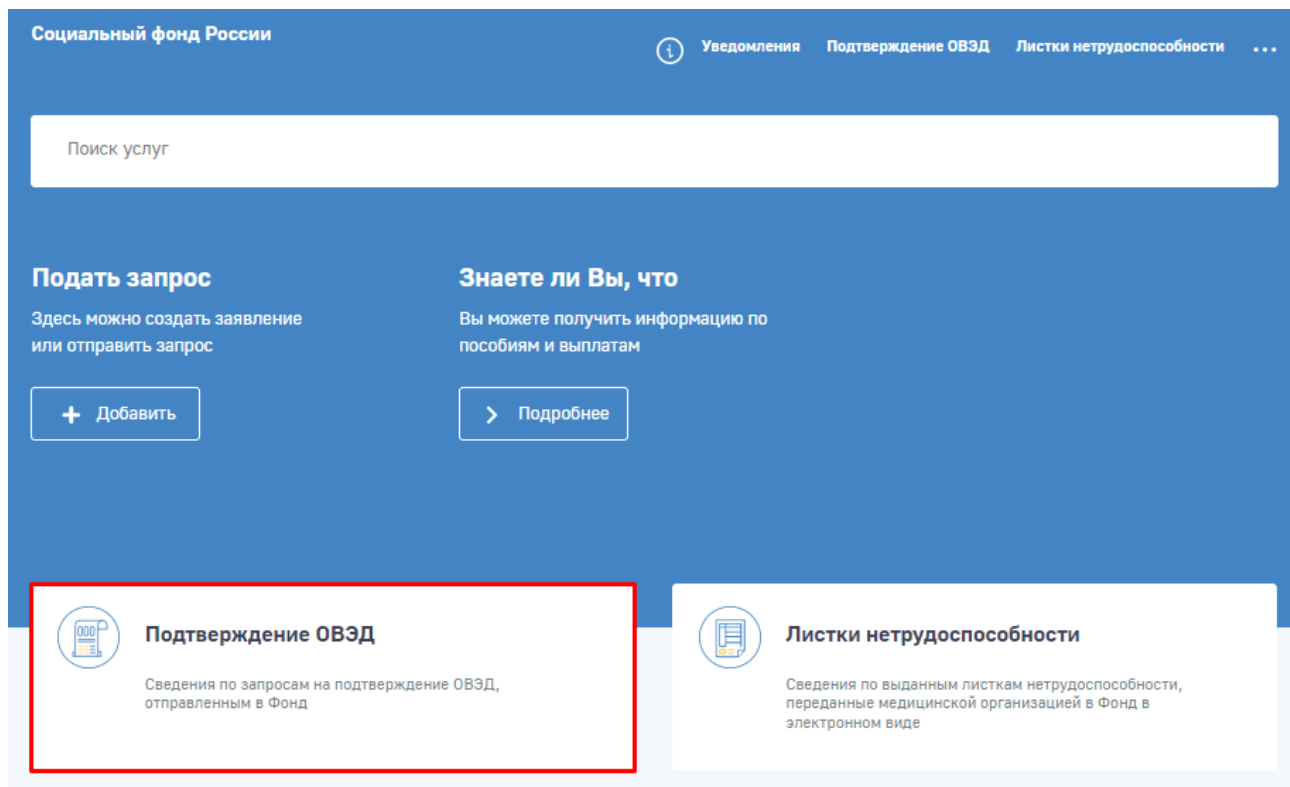 Социальный фонд России
Уведомления Подтверждение ОВЭД Листки нетрудоспособности ...
Поиск услуг
Подать запрос
Здесь можно создать заявление
или отправить запрос
Добавить
Знаете ли Вы, что
Вы можете получить информацию по
пособиям и выплатам
Подробнее
Подтверждение ОВЭД
Сведения по запросам на подтверждение ОВЭД,
отправленным в Фонд
Листки нетрудоспособности
Сведения по выданным листкам нетрудоспособности,
переданные медицинской организацией в Фонд в
электронном виде